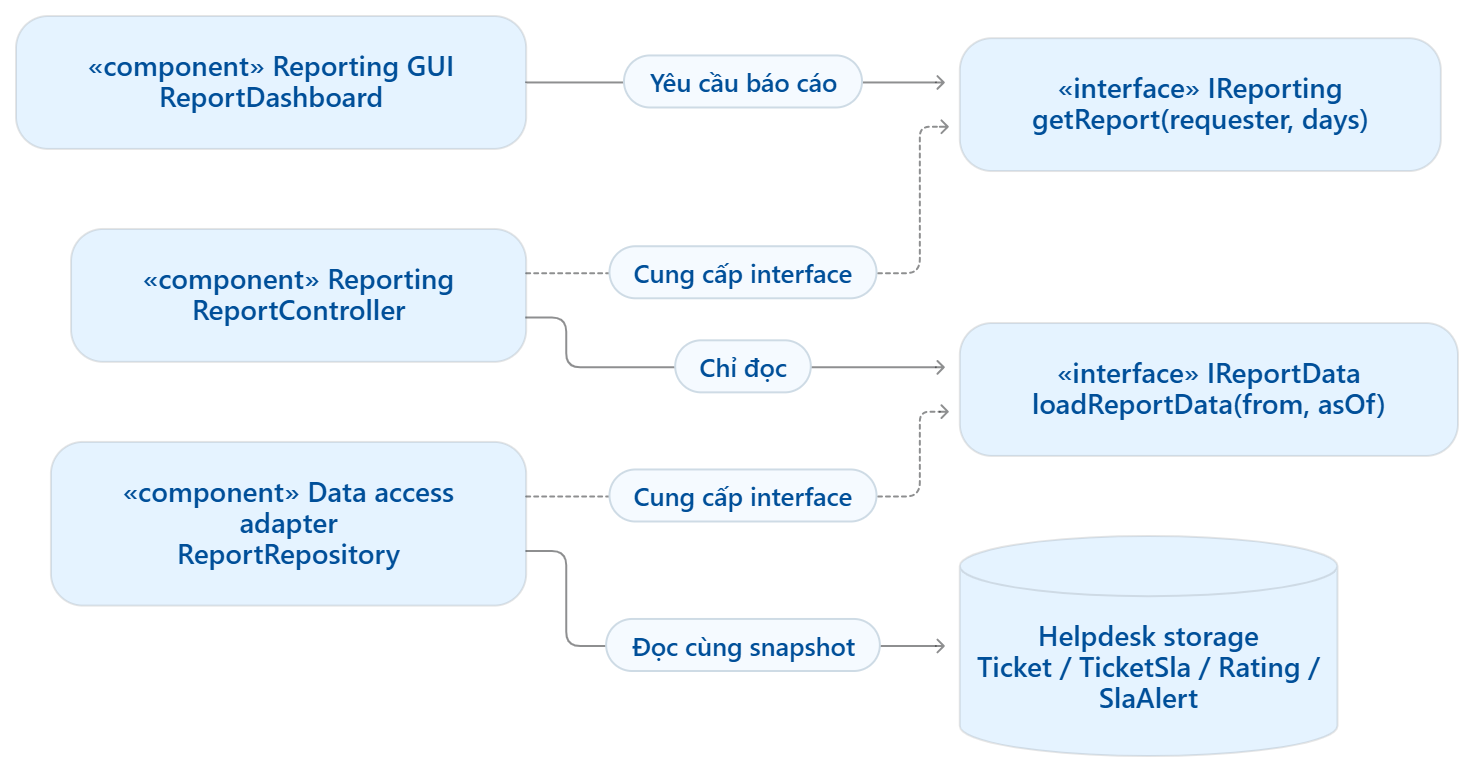 «component» Reporting GUI
ReportDashboard
Yêu cầu báo cáo
«interface» IReporting
getReport(requester, days)
«component» Reporting
ReportController
Cung cấp interface
Chỉ đọc
«interface» IReportData
loadReportData(from, asOf)
«component» Data access
adapter
ReportRepository
Cung cấp interface
Đọc cùng snapshot
Helpdesk storage
Ticket / TicketSla / Rating /
SlaAlert